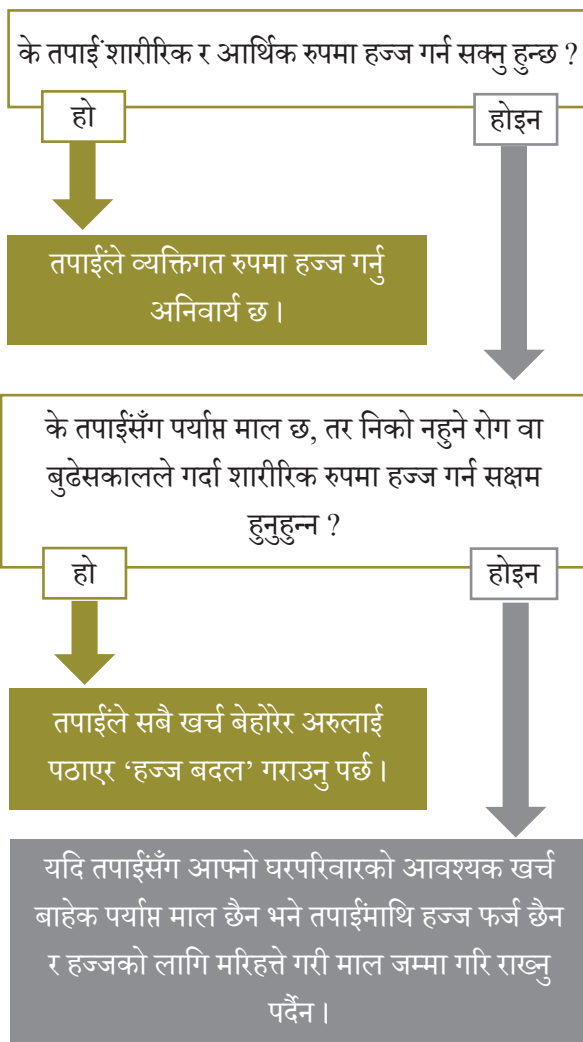 के तपाईं शारीरिक र आर्थिक रुपमा हज्ज गर्न सक्नु हुन्छ ?
हो
होइन
तपाईंले व्यक्तिगत रुपमा हज्ज गर्नु
अनिवार्य छ ।
के तपाईंसँग पर्याप्त माल छ, तर निको नहुने रोग वा
बुढेसकालले गर्दा शारीरिक रुपमा हज्ज गर्न सक्षम
हुनुहुन्न ?
हो
होइन
तपाईंले सबै खर्च बेहोरेर अरुलाई
पठाएर ‘हज्ज बदल’ गराउनु पर्छ ।
यदि तपाईंसँग आफ्नो घरपरिवारको आवश्यक खर्च
बाहेक पर्याप्त माल छैन भने तपाईंमाथि हज्ज फर्ज छैन
र हज्जको लागि मरिहत्ते गरी माल जम्मा गरि राख्नु
पर्दैन ।